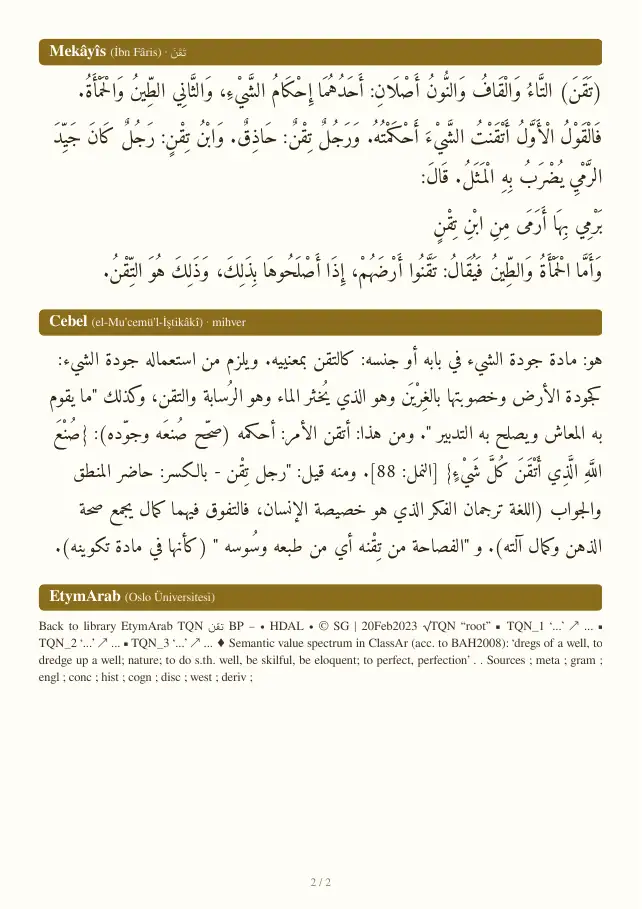 Mekâyîs (İbn Fâris) · تَقَنَ
(تَقَنَ) التَّاءُ وَالْقَافُ وَالنُّونُ أَصْلَانِ: أَحَدُهُمَا إِحْكَامُ الشَّيْءِ، وَالثَّانِي الطِّينُ وَالْحَمْأَةُ.
فَالْقَوْلُ الْأَوَّلُ أَتْقَنْتُ الشَّيْءَ أَحْكَمْتُهُ. وَرَجُلٌ تِقْنٌ: حَاذِقٌ. وَابْنُ تِقْنٍ: رَجُلٌ كَانَ جَيِّدَ
الرَّمْيِ يُضْرَبُ بِهِ الْمَثَلُ. قَالَ:
يَرْمِي بِهَا أَرَمَى مِنِ ابْنِ تِقْنٍ
وَأَمَّا الْحَمْأَةُ وَالطِّينُ فَيُقَالُ: تَقَّنُوا أَرْضَهُمْ، إِذَا أَصْلَحُوهَا بِذَلِكَ، وَذَلِكَ هُوَ التِّقْنُ.
Cebel (el-Mu'cemü'l-İştikâkî) · mihver
هو: مادة جودة الشيء في بابه أو جنسه: كالتقن بمعنييه. ويلزم من استعماله جودة الشيء:
كجودة الأرض وخصوبتها بالغِرْيَن وهو الذي يُخثر الماء وهو الرُسابة والتقن، وكذلك "ما يقوم
به المعاش ويصلح به التدبير". ومن هذا: أتقن الأمر: أحكمه (صحّح صُنعَه وجوّده): {صُنْعَ
اللَّهِ الَّذِي أَتْقَنَ كُلَّ شَيْءٍ} [النمل: 88]. ومنه قيل: "رجل تِقْن - بالكسر: حاضر المنطق
والجواب (اللغة ترجمان الفكر الذي هو خصيصة الإنسان، فالتفوق فيهما كمال يجمع صحة
الذهن وكمال آلته). و "الفصاحة من تِقْنه أي من طبعه وسُوسه " (كأنها في مادة تكوينه).
EtymArab (Oslo Üniversitesi)
Back to library EtymArab TQN تقن BP – • HDAL • © SG | 20Feb2023 √TQN “root” ▪ TQN_1 ‘...’ ↗ ... ▪
TQN_2 ‘...’ ↗ ... ▪ TQN_3 ‘...’ ↗ ... ♦ Semantic value spectrum in ClassAr (acc. to BAH2008): ‘dregs of a well, to
dredge up a well; nature; to do s.th. well, be skilful, be eloquent; to perfect, perfection’ . . Sources ; meta ; gram ;
engl ; conc ; hist ; cogn ; disc ; west ; deriv ;
2 / 2